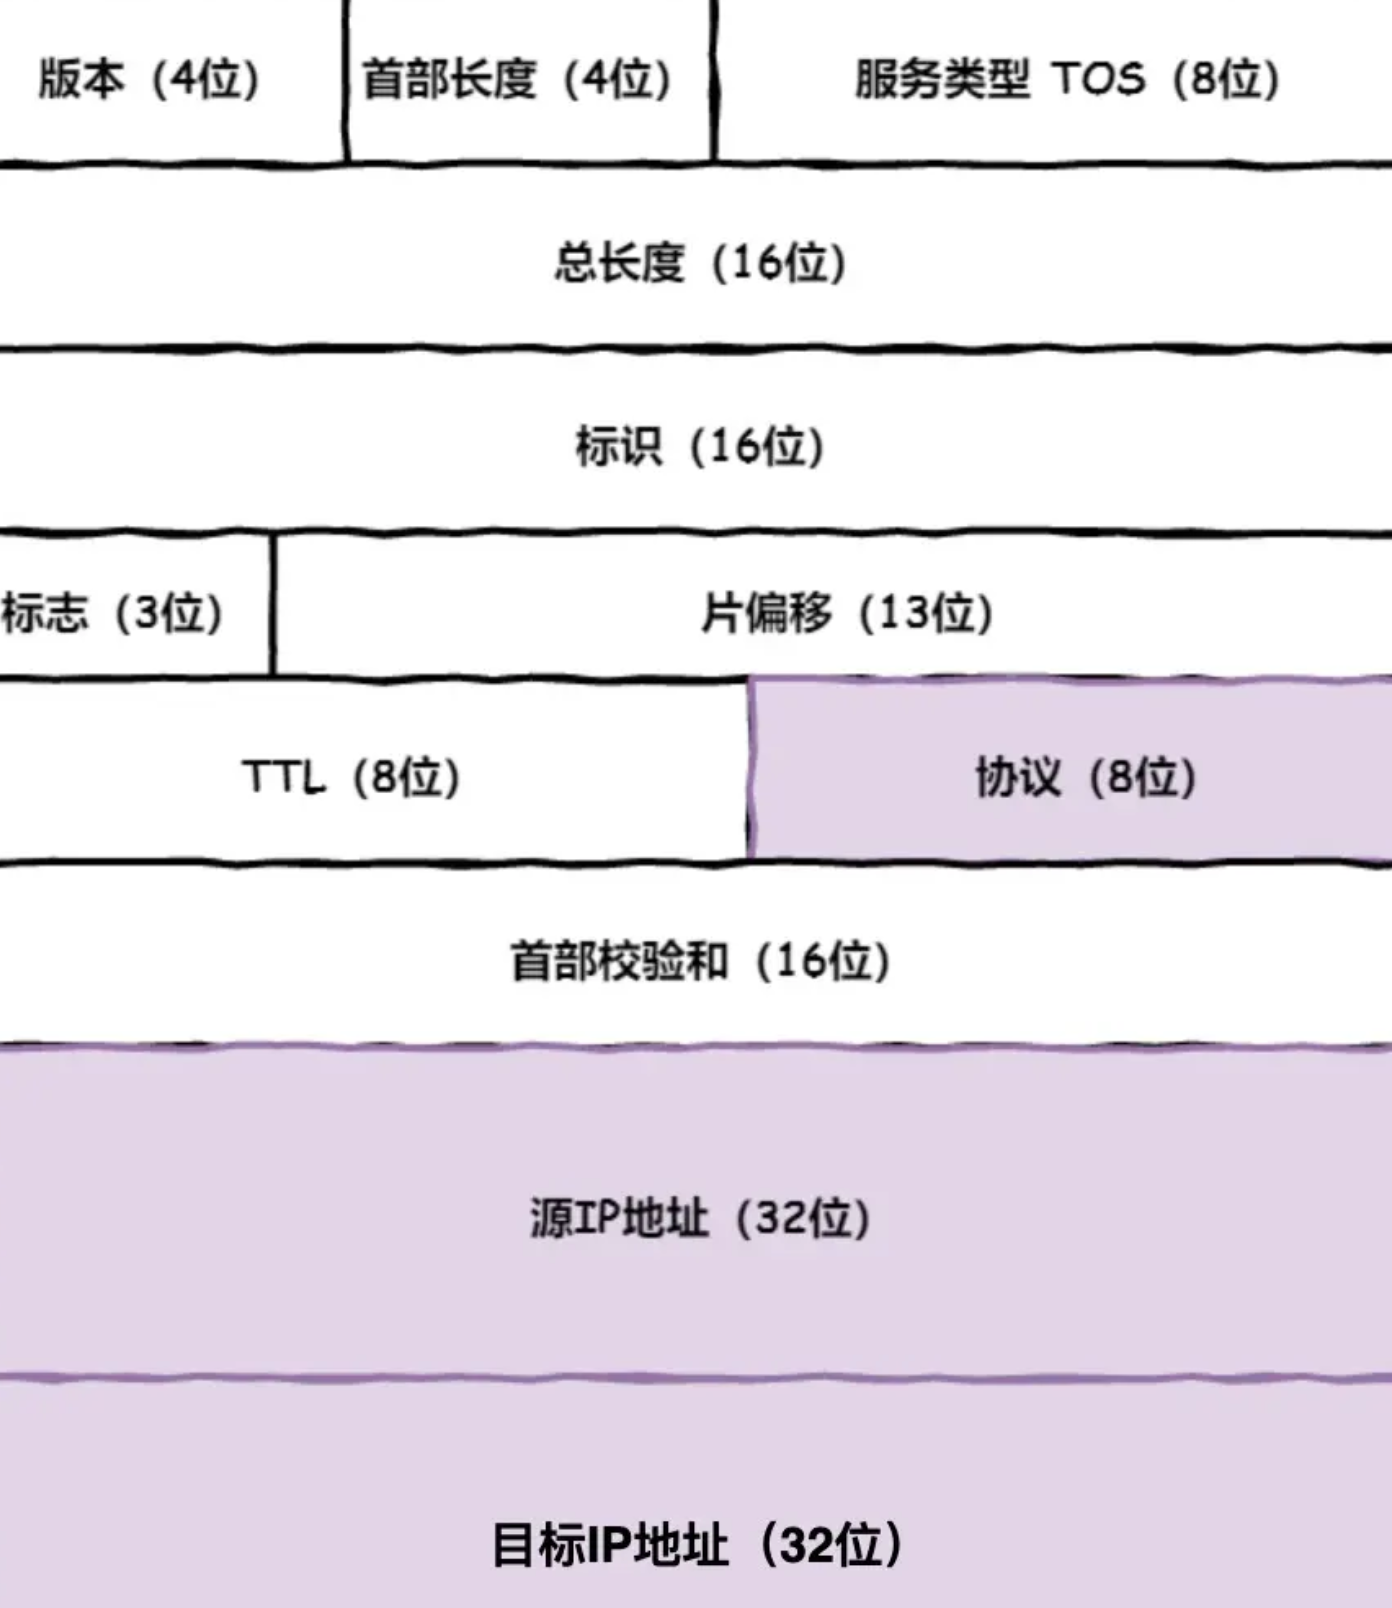 版本（4位）
首部长度（4位）
服务类型 TOS（8位）
总长度（16位）
标识（16位）
标志（3位）
片偏移（13位）
TTL（8位）
协议（8位）
首部校验和（16位）
源IP地址（32位）
目标IP地址（32位）